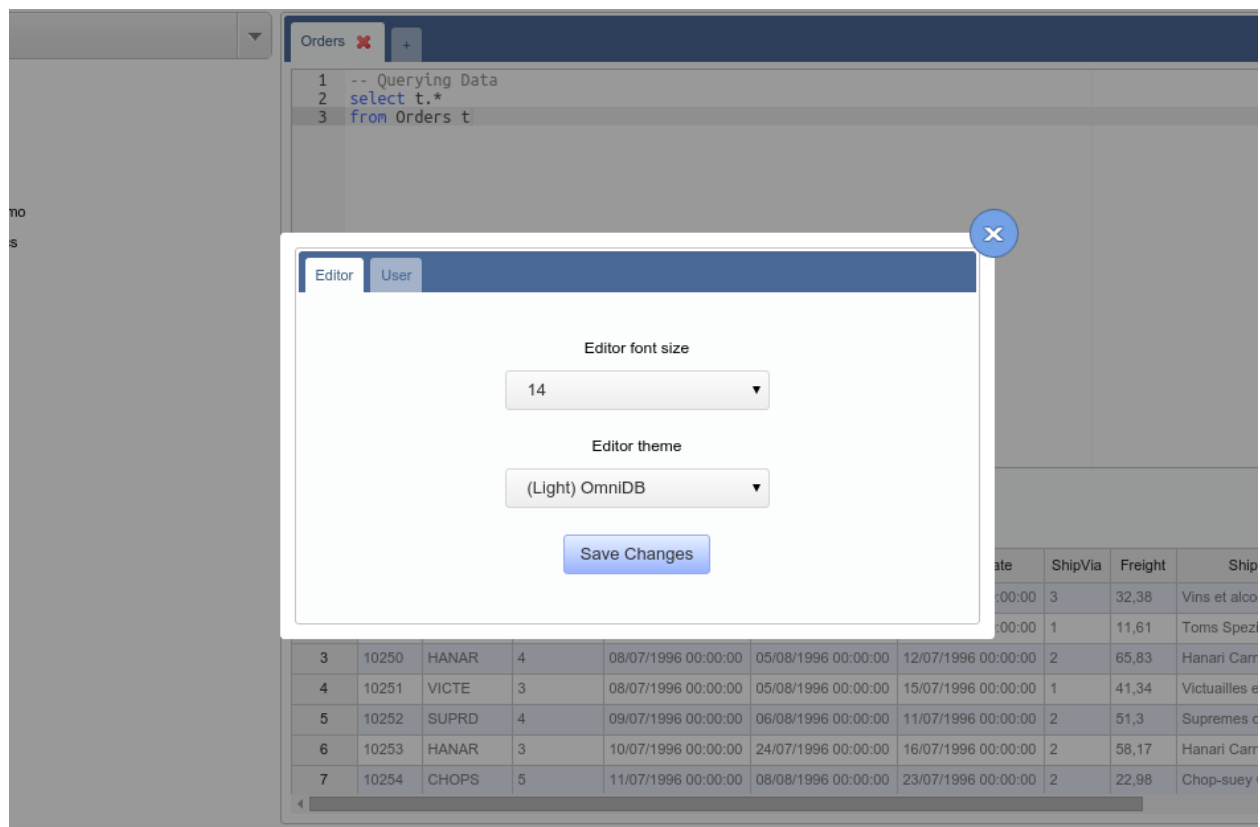 Orders +
1 -- Querying Data
2 select t.*
3 from Orders t
mo
s
Editor User
Editor font size
14
Editor theme
(Light) OmniDB
Save Changes
ate ShipVia Freight Ship
:00:00 3 32,38 Vins et alco
:00:00 1 11,61 Toms Spezi
3 10250 HANAR 4 08/07/1996 00:00:00 05/08/1996 00:00:00 12/07/1996 00:00:00 2 65,83 Hanari Carn
4 10251 VICTE 3 08/07/1996 00:00:00 05/08/1996 00:00:00 15/07/1996 00:00:00 1 41,34 Victuailles e
5 10252 SUPRD 4 09/07/1996 00:00:00 06/08/1996 00:00:00 11/07/1996 00:00:00 2 51,3 Supremes d
6 10253 HANAR 3 10/07/1996 00:00:00 24/07/1996 00:00:00 16/07/1996 00:00:00 2 58,17 Hanari Carn
7 10254 CHOPS 5 11/07/1996 00:00:00 08/08/1996 00:00:00 23/07/1996 00:00:00 2 22,98 Chop-suey